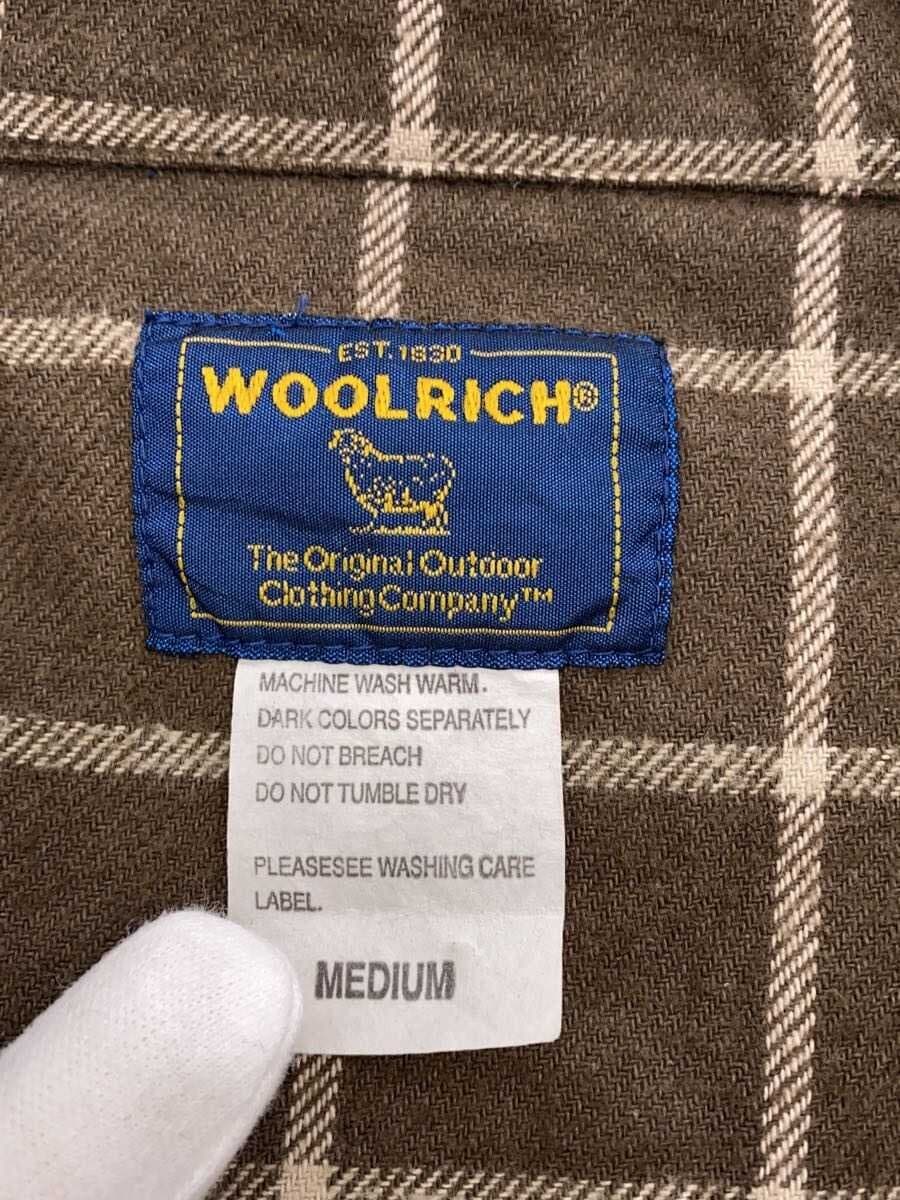 EST. 1830
WOOLRICH®
The Original Outdoor
Clothing Company™
MACHINE WASH WARM.
DARK COLORS SEPARATELY
DO NOT BREACH
DO NOT TUMBLE DRY
PLEASESEE WASHING CARE
LABEL.
MEDIUM